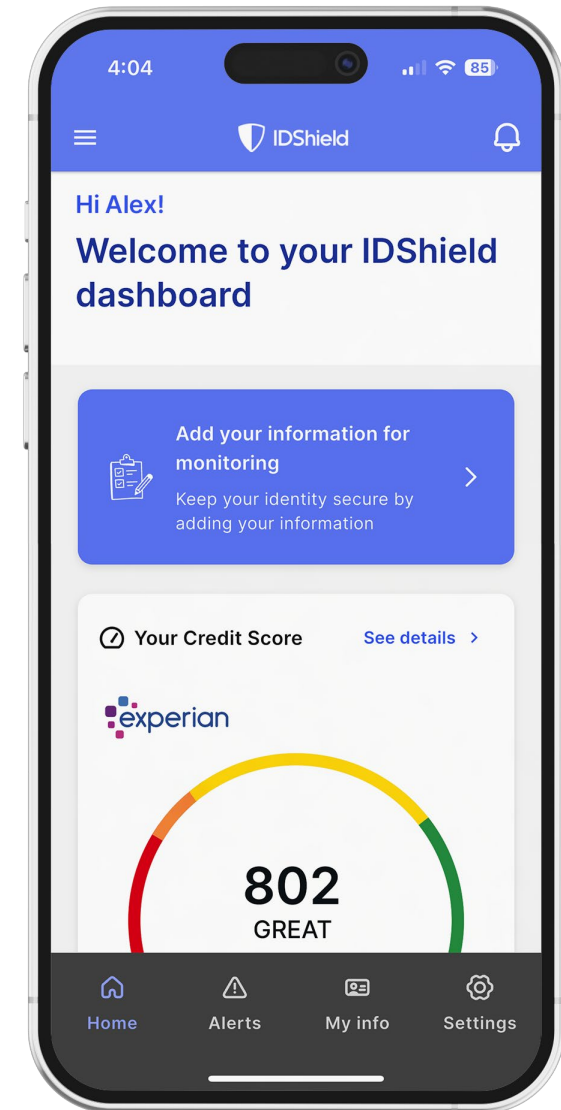 4:04
85
IDShield
Hi Alex!
Welcome to your IDShield
dashboard
Add your information for
monitoring
Keep your identity secure by
adding your information
Your Credit Score
See details
experian
802
GREAT
Home
Alerts
My info
Settings